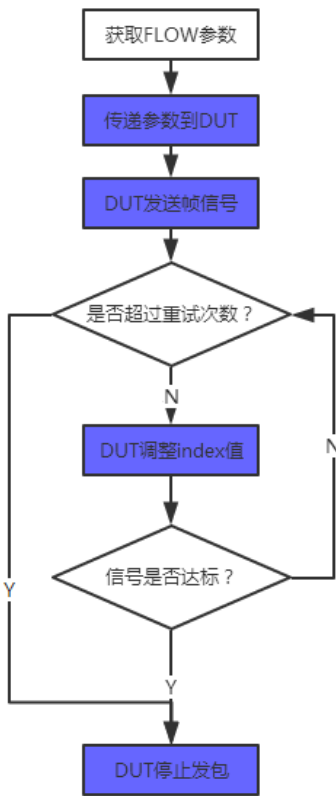 获取FLOW参数
传递参数到DUT
DUT发送帧信号
是否超过重试次数？
N
DUT调整index值
N
信号是否达标？
Y
Y
DUT停止发包